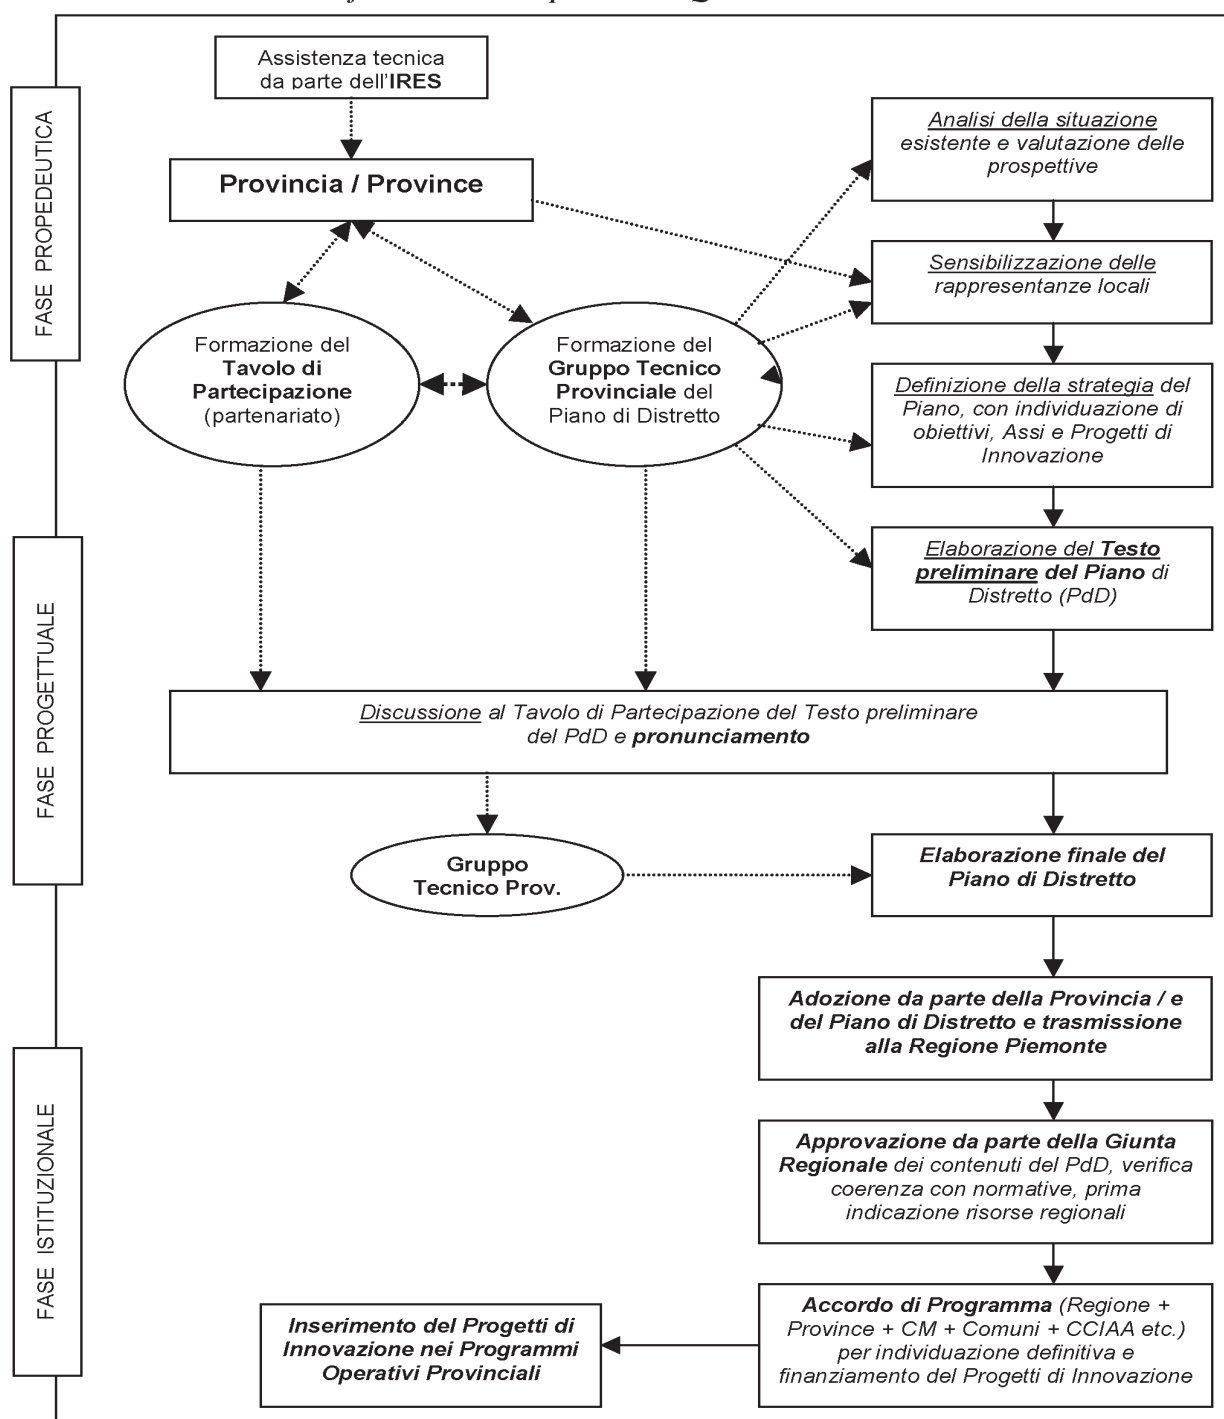 Assistenza tecnica
da parte dell'IRES
FASE PROPEDEUTICA
Provincia / Province
Analisi della situazione
esistente e valutazione delle
prospettive
Sensibilizzazione delle
rappresentanze locali
Formazione del
Tavolo di
Partecipazione
(partenariato)
Formazione del
Gruppo Tecnico
Provinciale del
Piano di Distretto
Definizione della strategia del
Piano, con individuazione di
obiettivi, Assi e Progetti di
Innovazione
FASE PROGETTUALE
Elaborazione del Testo
preliminare del Piano di
Distretto (PdD)
Discussione al Tavolo di Partecipazione del Testo preliminare
del PdD e pronunciamento
Gruppo
Tecnico Prov.
Elaborazione finale del
Piano di Distretto
FASE ISTITUZIONALE
Adozione da parte della Provincia / e
del Piano di Distretto e trasmissione
alla Regione Piemonte
Approvazione da parte della Giunta
Regionale dei contenuti del PdD, verifica
coerenza con normative, prima
indicazione risorse regionali
Accordo di Programma (Regione +
Province + CM + Comuni + CCIAA etc.)
per individuazione definitiva e
finanziamento del Progetti di Innovazione
Inserimento del Progetti di
Innovazione nei Programmi
Operativi Provinciali